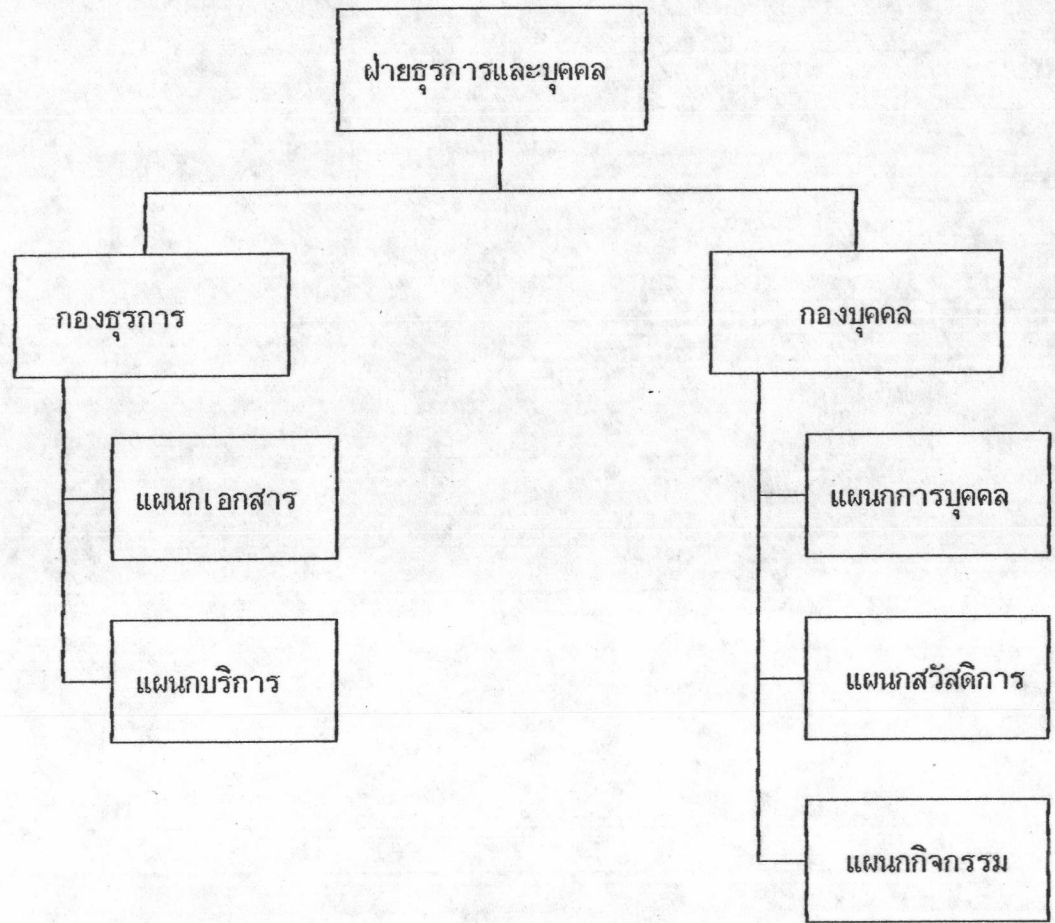 ฝ่ายธุรการและบุคคล
กองธุรการ
แผนกเอกสาร
แผนกบริการ
กองบุคคล
แผนกการบุคคล
แผนกสวัสดิการ
แผนกกิจกรรม